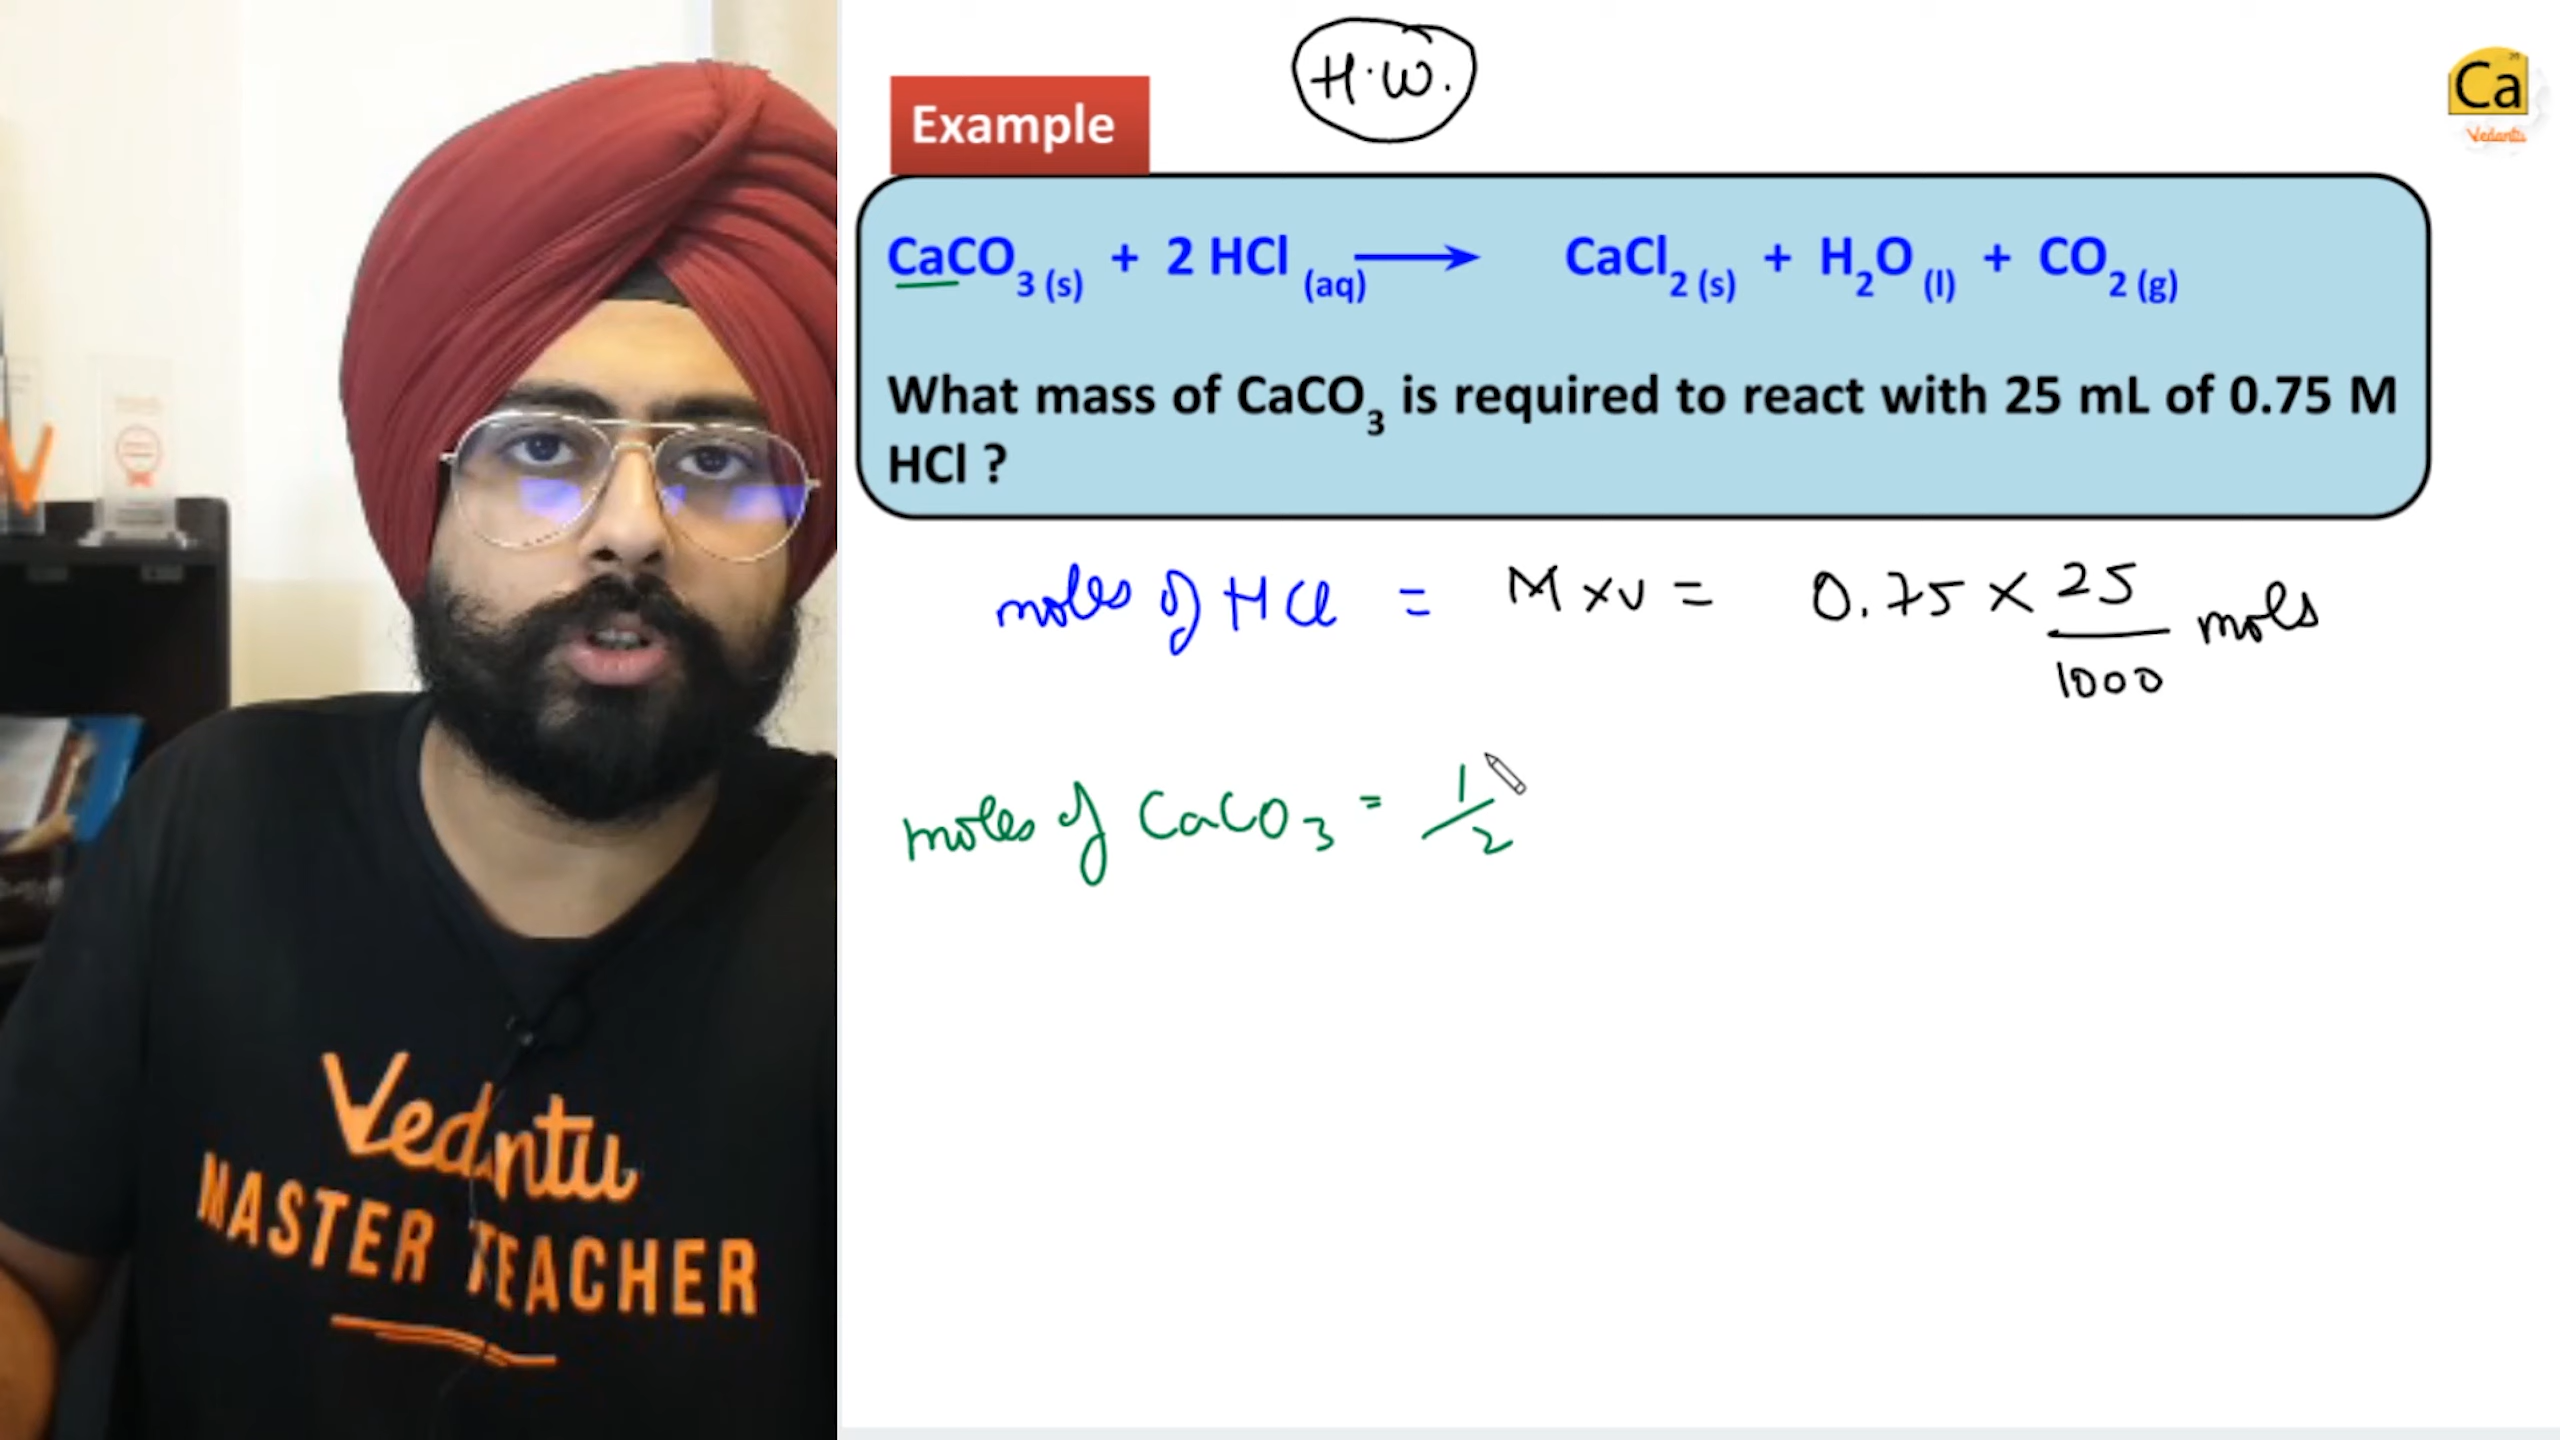 H.W.
Example
Ca
Vedantu
CaCO3 (s) + 2 HCl (aq) → CaCl2 (s) + H2O (l) + CO2 (g)
What mass of CaCO3 is required to react with 25 mL of 0.75 M
HCl ?
moles of HCl = M x V = 0.75 × 25/1000 mols
moles of CaCO3 = 1/2
Vedantu
MASTER TEACHER